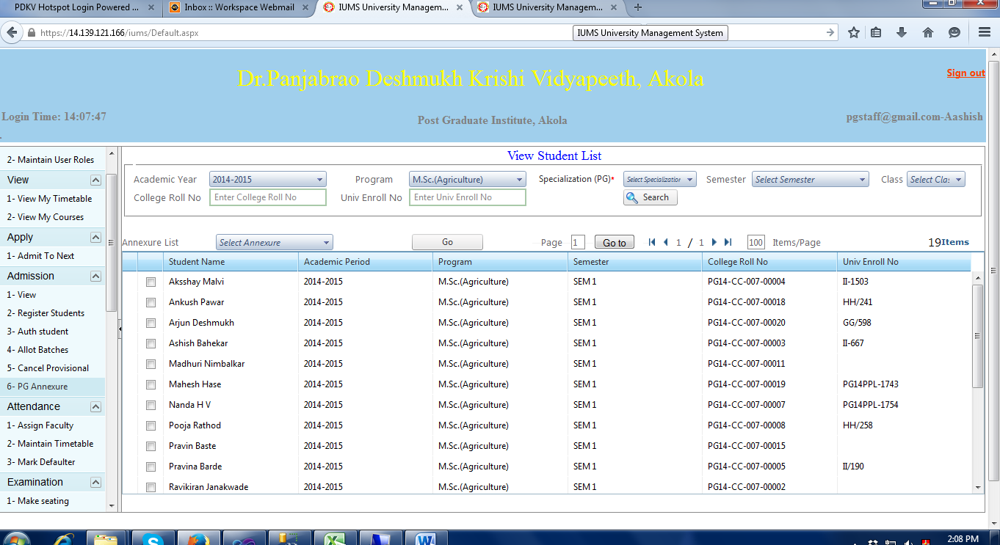 PDKV Hotspot Login Powered ... Inbox :: Workspace Webmail IUMS University Managem... IUMS University Managem...
https://14.139.121.166/iums/Default.aspx IUMS University Management System
Dr.Panjabrao Deshmukh Krishi Vidyapeeth, Akola
Sign out
Login Time: 14:07:47
Post Graduate Institute, Akola
pgstaff@gmail.com-Aashish
2- Maintain User Roles
View
1- View My Timetable
2- View My Courses
Apply
1- Admit To Next
Admission
1- View
2- Register Students
3- Auth student
4- Allot Batches
5- Cancel Provisional
6- PG Annexure
Attendance
1- Assign Faculty
2- Maintain Timetable
3- Mark Defaulter
Examination
1- Make seating
View Student List
Academic Year 2014-2015 Program M.Sc.(Agriculture) Specialization (PG)* Select Specialization Semester Select Semester Class Select Clas
College Roll No Enter College Roll No Univ Enroll No Enter Univ Enroll No Search
Annexure List Select Annexure Go Page 1 Go to 1 / 1 100 Items/Page 19Items
Student Name Academic Period Program Semester College Roll No Univ Enroll No
Aksshay Malvi 2014-2015 M.Sc.(Agriculture) SEM 1 PG14-CC-007-00004 II-1503
Ankush Pawar 2014-2015 M.Sc.(Agriculture) SEM 1 PG14-CC-007-00018 HH/241
Arjun Deshmukh 2014-2015 M.Sc.(Agriculture) SEM 1 PG14-CC-007-00020 GG/598
Ashish Bahekar 2014-2015 M.Sc.(Agriculture) SEM 1 PG14-CC-007-00003 II-667
Madhuri Nimbalkar 2014-2015 M.Sc.(Agriculture) SEM 1 PG14-CC-007-00011
Mahesh Hase 2014-2015 M.Sc.(Agriculture) SEM 1 PG14-CC-007-00019 PG14PPL-1743
Nanda H V 2014-2015 M.Sc.(Agriculture) SEM 1 PG14-CC-007-00007 PG14PPL-1754
Pooja Rathod 2014-2015 M.Sc.(Agriculture) SEM 1 PG14-CC-007-00008 HH/258
Pravin Baste 2014-2015 M.Sc.(Agriculture) SEM 1 PG14-CC-007-00015
Pravina Barde 2014-2015 M.Sc.(Agriculture) SEM 1 PG14-CC-007-00005 II/190
Ravikiran Janakwade 2014-2015 M.Sc.(Agriculture) SEM 1 PG14-CC-007-00002
2:08 PM